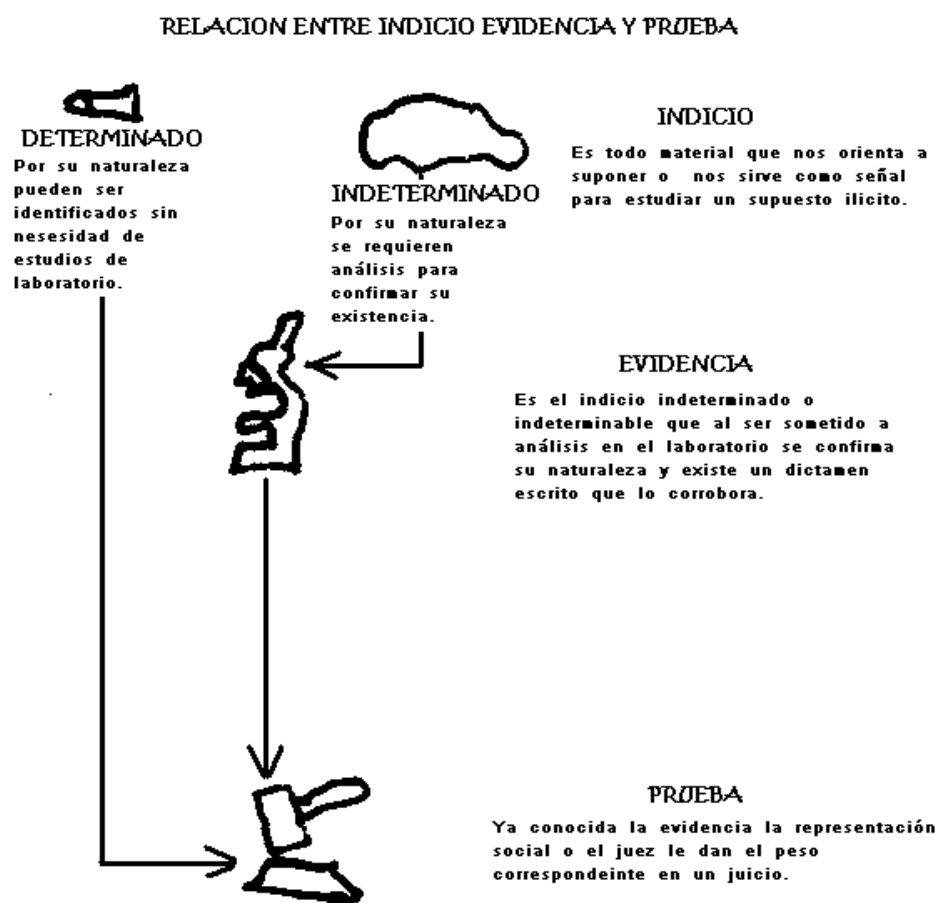 RELACION ENTRE INDICIO EVIDENCIA Y PRUEBA
DETERMINADO
Por su naturaleza
pueden ser
identificados sin
nesesidad de
estudios de
laboratorio.
INDETERMINADO
Por su naturaleza
se requieren
análisis para
confirmar su
existencia.
INDICIO
Es todo material que nos orienta a
suponer o nos sirve como señal
para estudiar un supuesto ilicito.
EVIDENCIA
Es el indicio indeterminado o
indeterminable que al ser sometido a
análisis en el laboratorio se confirma
su naturaleza y existe un dictamen
escrito que lo corrobora.
PRUEBA
Ya conocida la evidencia la representación
social o el juez le dan el peso
correspondeinte en un juicio.